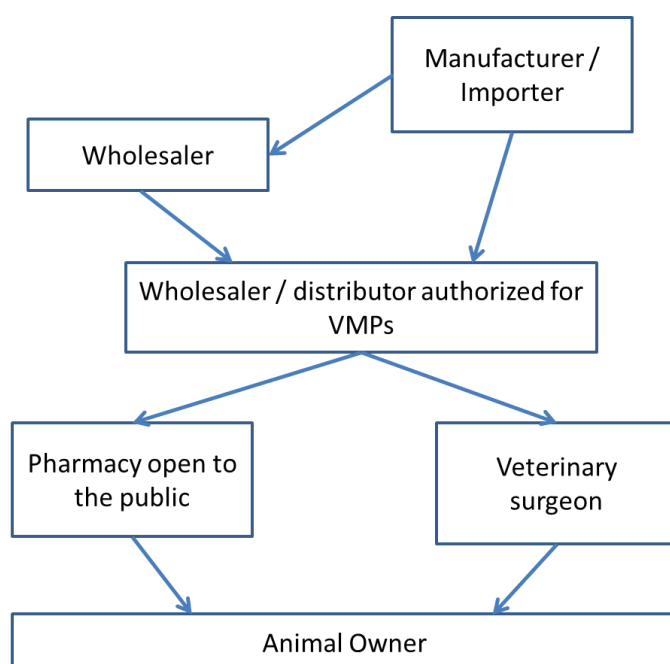 Manufacturer /
Importer
Wholesaler
Wholesaler / distributor authorized for
VMPs
Pharmacy open to
the public
Veterinary
surgeon
Animal Owner